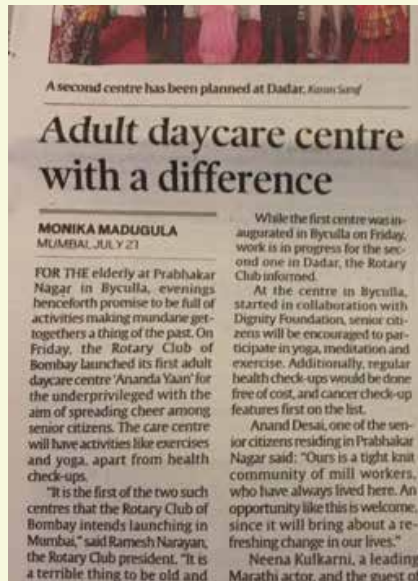 A second centre has been planned at Dadar.
Adult daycare centre
with a difference
MONIKA MADUGULA
MUMBAI, JULY 21
FOR THE elderly at Prabhakar
Nagar in Byculla, evenings
henceforth promise to be full of
activities making mundane get-
togethers a thing of the past. On
Friday, the Rotary Club of
Bombay launched its first adult
daycare centre 'Ananda Yaan' for
the underprivileged with the
aim of spreading cheer among
senior citizens. The care centre
will have activities like exercises
and yoga, apart from health
check-ups.
"It is the first of the two such
centres that the Rotary Club of
Bombay intends launching in
Mumbai," said Ramesh Narayan,
the Rotary Club president. "It is
a terrible thing to be old and
While the first centre was in-
augurated in Byculla on Friday,
work is in progress for the sec-
ond one in Dadar, the Rotary
Club informed.
At the centre in Byculla,
started in collaboration with
Dignity Foundation, senior citi-
zens will be encouraged to par-
ticipate in yoga, meditation and
exercise. Additionally, regular
health check-ups would be done
free of cost, and cancer check-up
features first on the list.
Anand Desai, one of the sen-
ior citizens residing in Prabhakar
Nagar said: "Ours is a tight knit
community of mill workers,
who have always lived here. An
opportunity like this is welcome,
since it will bring about a re-
freshing change in our lives."
Neena Kulkarni, a leading
Marathi actor and the guest